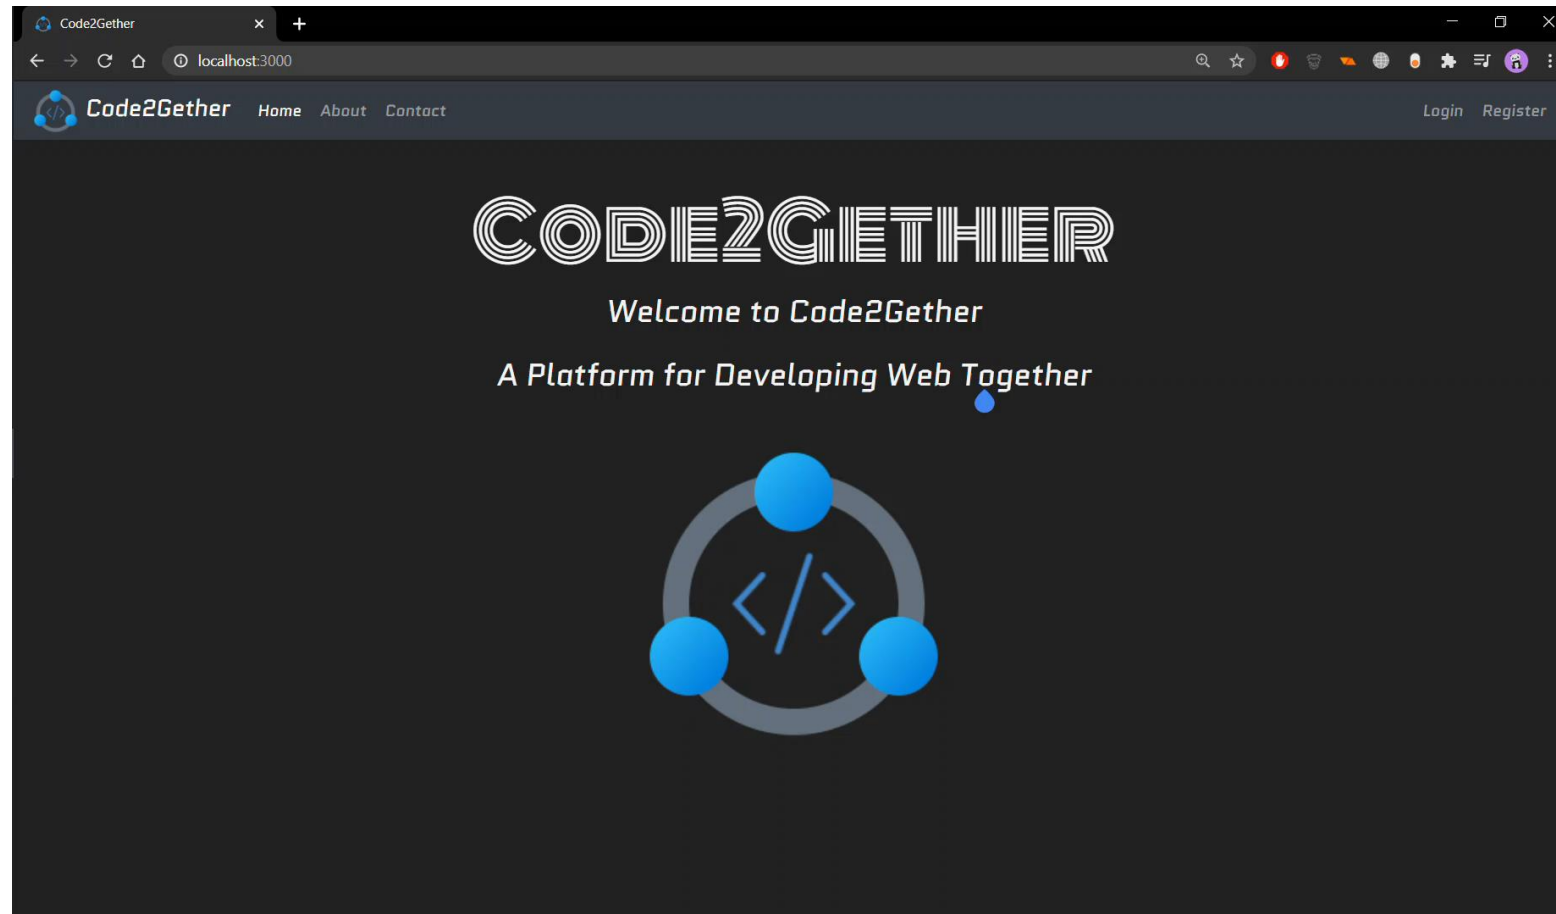 Code2Gether
localhost:3000
Code2Gether Home About Contact Login Register
CODE2GETHER
Welcome to Code2Gether
A Platform for Developing Web Together
</>